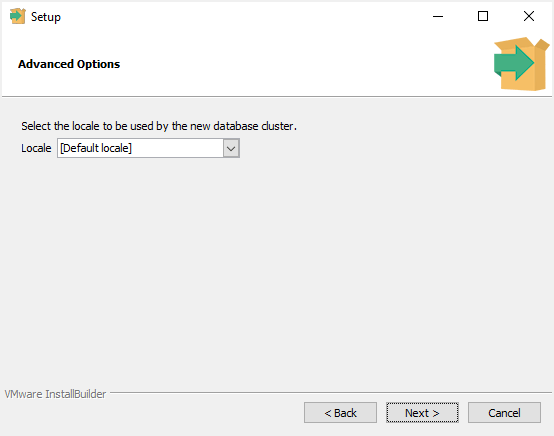 Setup
Advanced Options
Select the locale to be used by the new database cluster.
Locale [Default locale]
VMware InstallBuilder
< Back Next > Cancel